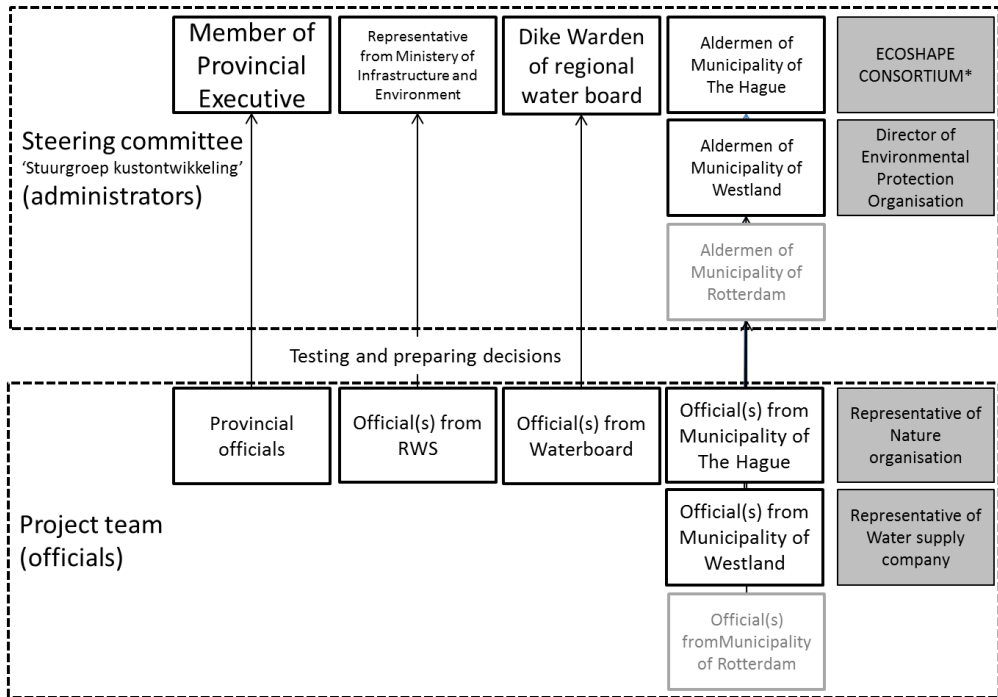 Member of
Provincial
Executive
Representative
from Ministery of
Infrastructure and
Environment
Dike Warden
of regional
water board
Aldermen of
Municipality of
The Hague
ECOSHAPE
CONSORTIUM*
Steering committee
‘Stuurgroep kustontwikkeling’
(administrators)
Aldermen of
Municipality of
Westland
Director of
Environmental
Protection
Organisation
Aldermen of
Municipality of
Rotterdam
Testing and preparing decisions
Provincial
officials
Official(s) from
RWS
Official(s) from
Waterboard
Official(s) from
Municipality of
The Hague
Representative of
Nature
organisation
Project team
(officials)
Official(s) from
Municipality of
Westland
Representative of
Water supply
company
Official(s)
fromMunicipality
of Rotterdam